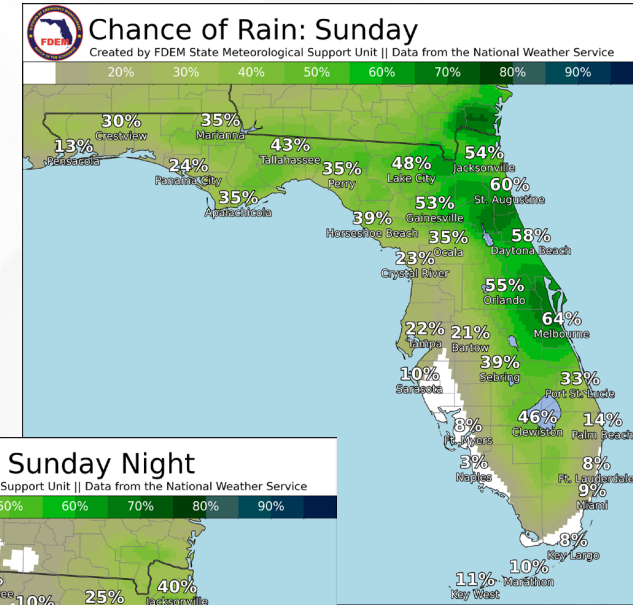 FDEM
Chance of Rain: Sunday
Created by FDEM State Meteorological Support Unit || Data from the National Weather Service
20% 30% 40% 50% 60% 70% 80% 90%
30%
Crestview
35%
Marianna
13%
Pensacola
24%
Panama City
43%
Tallahassee
35%
Perry
48%
Lake City
54%
Jacksonville
60%
St. Augustine
35%
Apalachicola
39%
Horseshoe Beach
53%
Gainesville
35%
Ocala
58%
Daytona Beach
23%
Crystal River
55%
Orlando
64%
Melbourne
22%
Tampa
21%
Bartow
39%
Sebring
10%
Sarasota
33%
Port St. Lucie
46%
Clewiston
14%
Palm Beach
8%
Ft. Myers
3%
Naples
8%
Ft. Lauderdale
9%
Miami
8%
Key Largo
10%
Marathon
11%
Key West
Sunday Night
Support Unit || Data from the National Weather Service
50% 60% 70% 80% 90%
40%
Jacksonville
25%
10%
ee